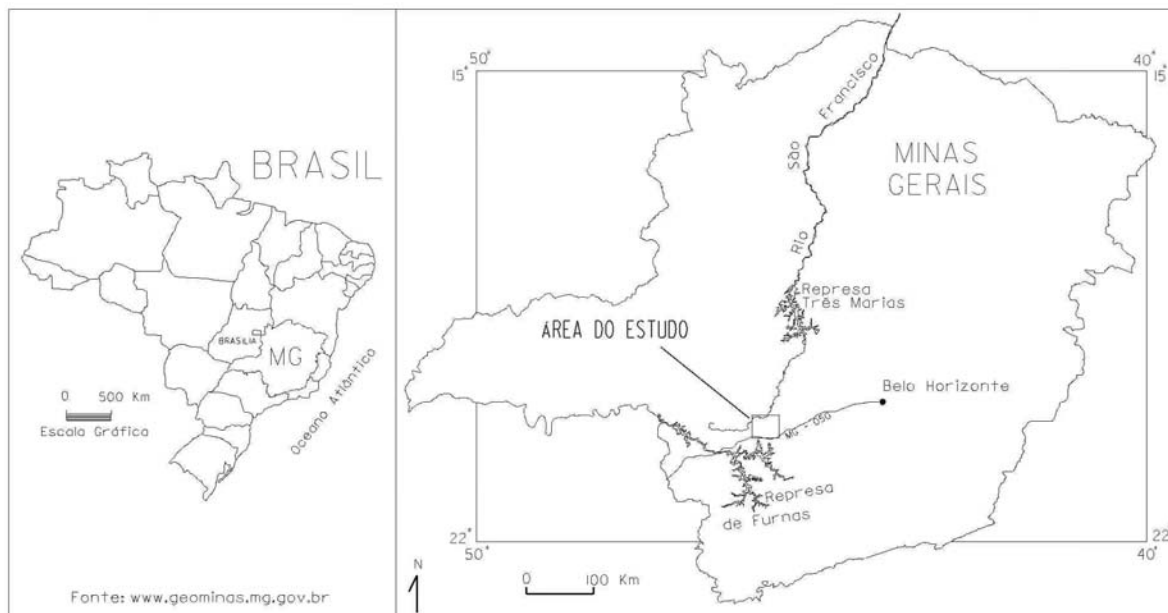 BRASIL
BRASÍLIA
MG
0 500 Km
Escala Gráfica
Oceano Atlântico
Fonte: www.geominas.mg.gov.br
50°
15°
40°
15°
Rio São Francisco
MINAS
GERAIS
Represa
Três Marias
ÁREA DO ESTUDO
Belo Horizonte
MG - 050
Represa
de Furnas
22°
50°
22°
40°
N
0 100 Km